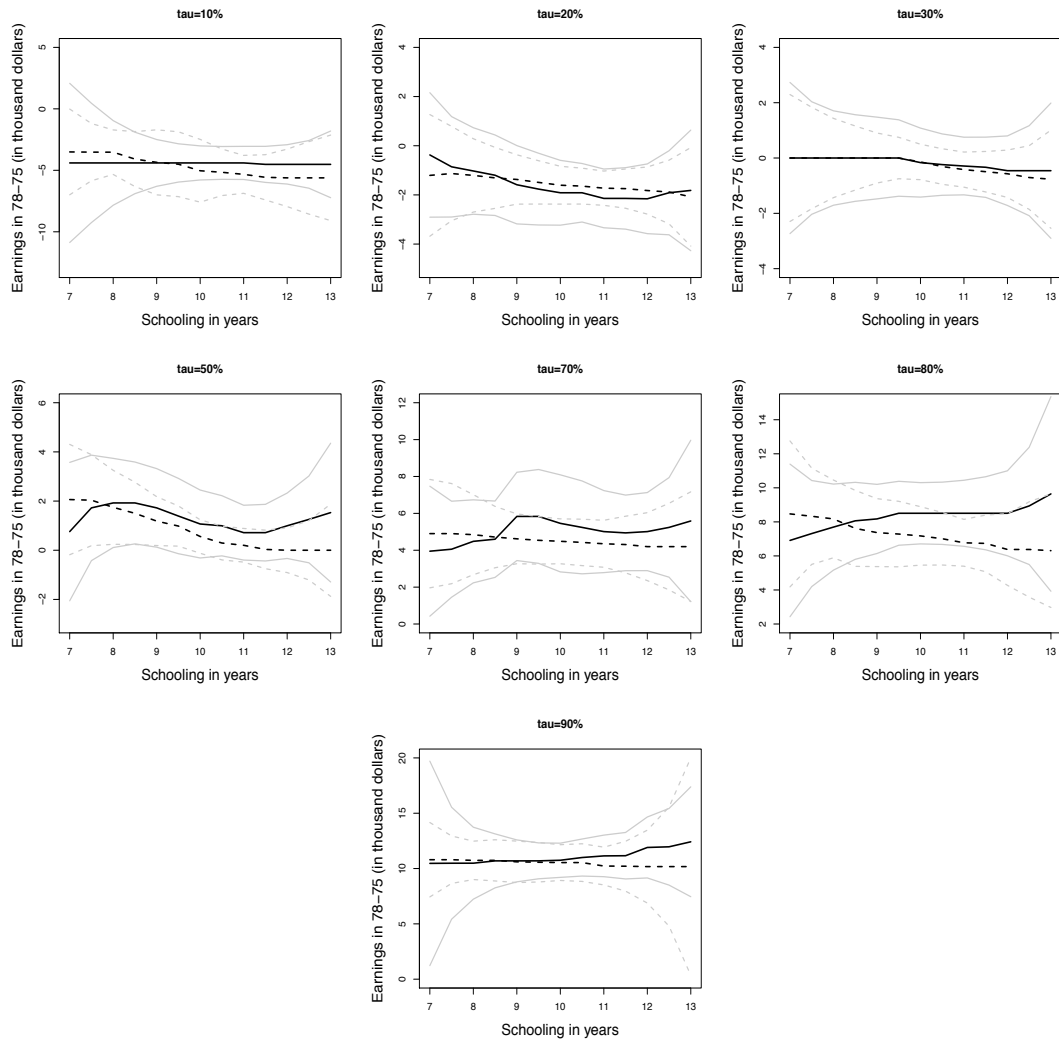 tau=10%
Earnings in 78−75 (in thousand dollars)
5
0
−5
−10
7 8 9 10 11 12 13
Schooling in years
tau=20%
Earnings in 78−75 (in thousand dollars)
4
2
0
−2
−4
7 8 9 10 11 12 13
Schooling in years
tau=30%
Earnings in 78−75 (in thousand dollars)
4
2
0
−2
−4
7 8 9 10 11 12 13
Schooling in years
tau=50%
Earnings in 78−75 (in thousand dollars)
6
4
2
0
−2
7 8 9 10 11 12 13
Schooling in years
tau=70%
Earnings in 78−75 (in thousand dollars)
12
10
8
6
4
2
0
7 8 9 10 11 12 13
Schooling in years
tau=80%
Earnings in 78−75 (in thousand dollars)
14
12
10
8
6
4
2
7 8 9 10 11 12 13
Schooling in years
tau=90%
Earnings in 78−75 (in thousand dollars)
20
15
10
5
0
7 8 9 10 11 12 13
Schooling in years